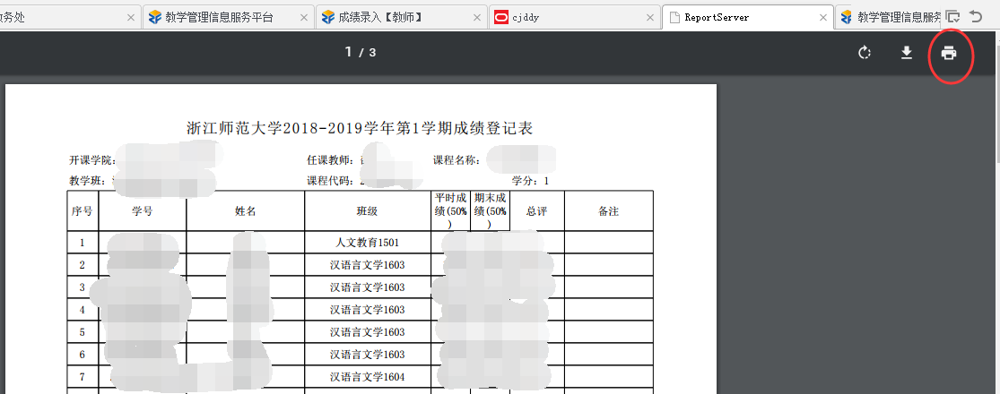 务处 × 教学管理信息服务平台 × 成绩录入【教师】 × cjddy × ReportServer × 教学管理信息服务
1 / 3
浙江师范大学2018-2019学年第1学期成绩登记表
开课学院: 任课教师: 课程名称:
教学班: 课程代码: 学分: 1
序号 学号 姓名 班级 平时成绩(50%) 期末成绩(50%) 总评 备注
1 人文教育1501
2 汉语言文学1603
3 汉语言文学1603
4 汉语言文学1603
5 汉语言文学1603
6 汉语言文学1603
7 汉语言文学1604